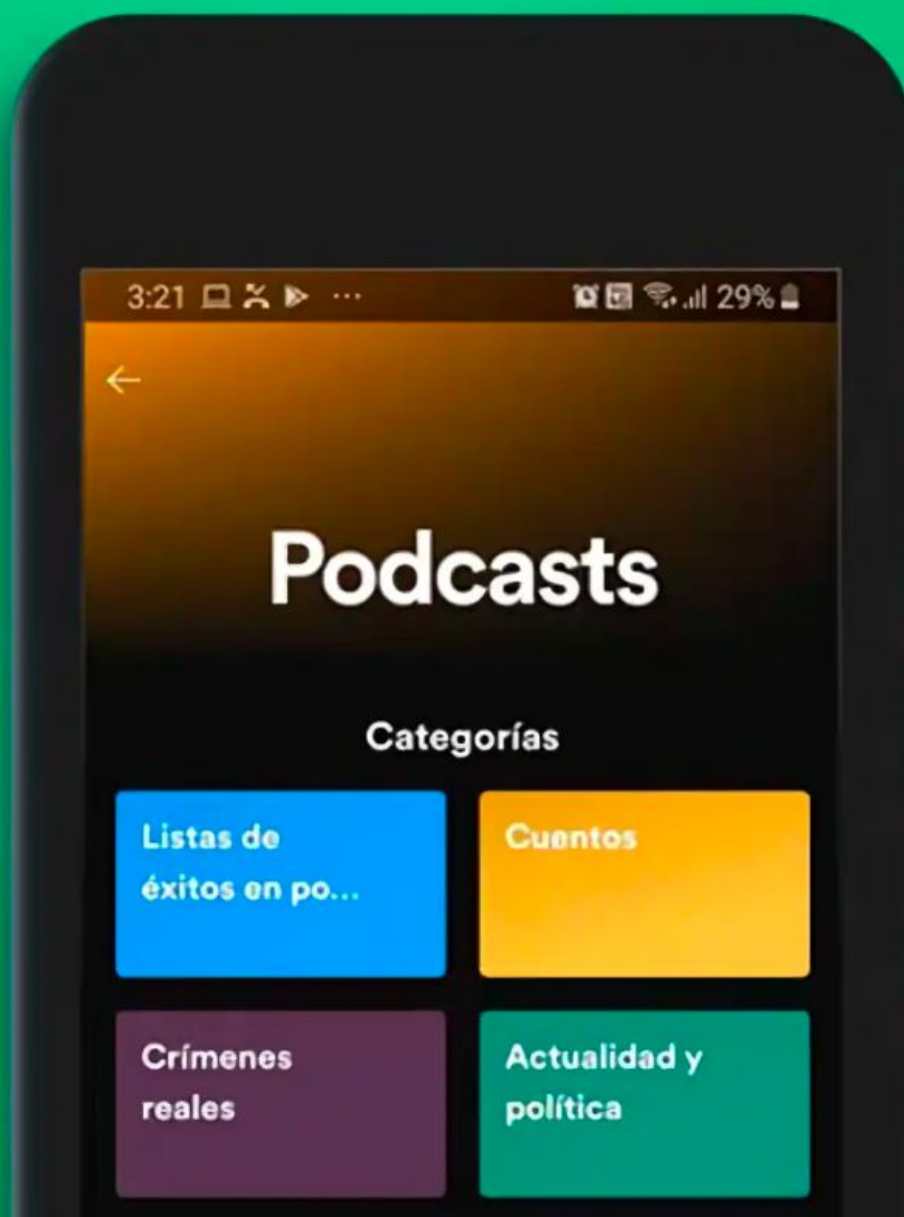 3:21 ... 29%
Podcasts
Categorías
Listas de
éxitos en po...
Cuentos
Crímenes
reales
Actualidad y
política